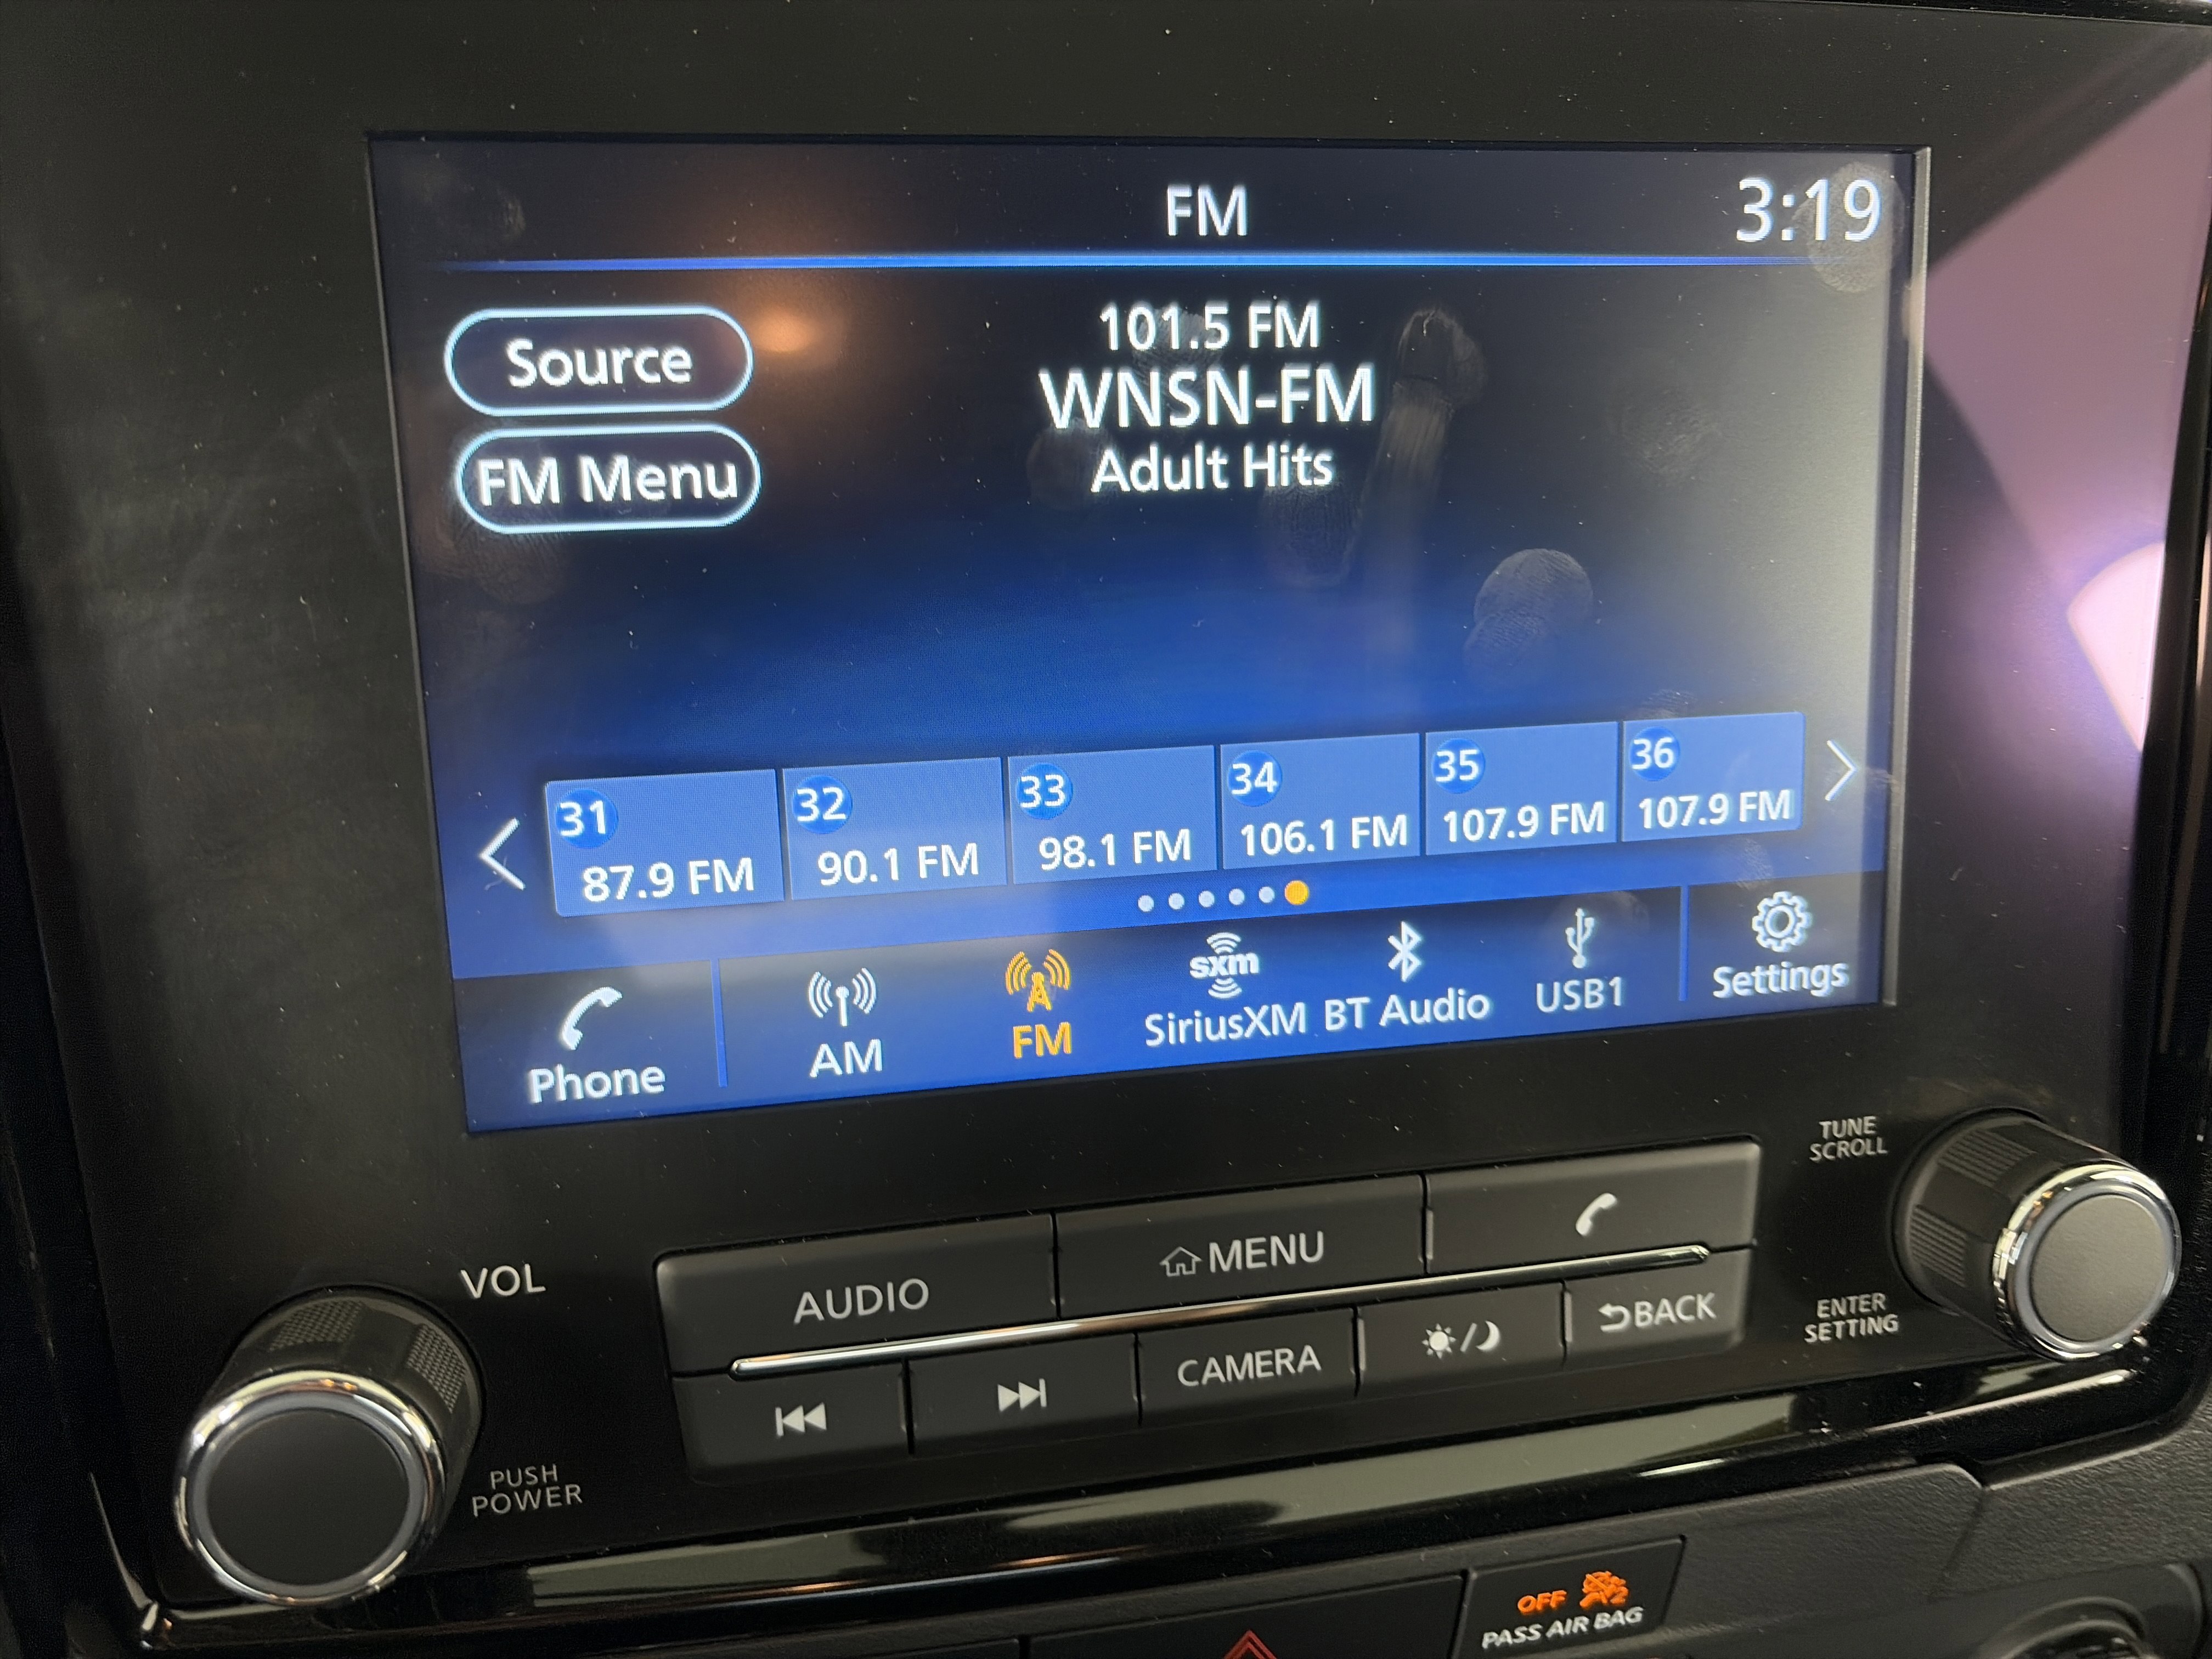 FM
3:19
Source
FM Menu
101.5 FM
WNSN-FM
Adult Hits
31
87.9 FM
32
90.1 FM
33
98.1 FM
34
106.1 FM
35
107.9 FM
36
107.9 FM
Phone
AM
FM
sxm
SiriusXM
BT Audio
USB1
Settings
VOL
PUSH
POWER
AUDIO
MENU
CAMERA
BACK
TUNE
SCROLL
ENTER
SETTING
OFF
2
PASS AIR BAG